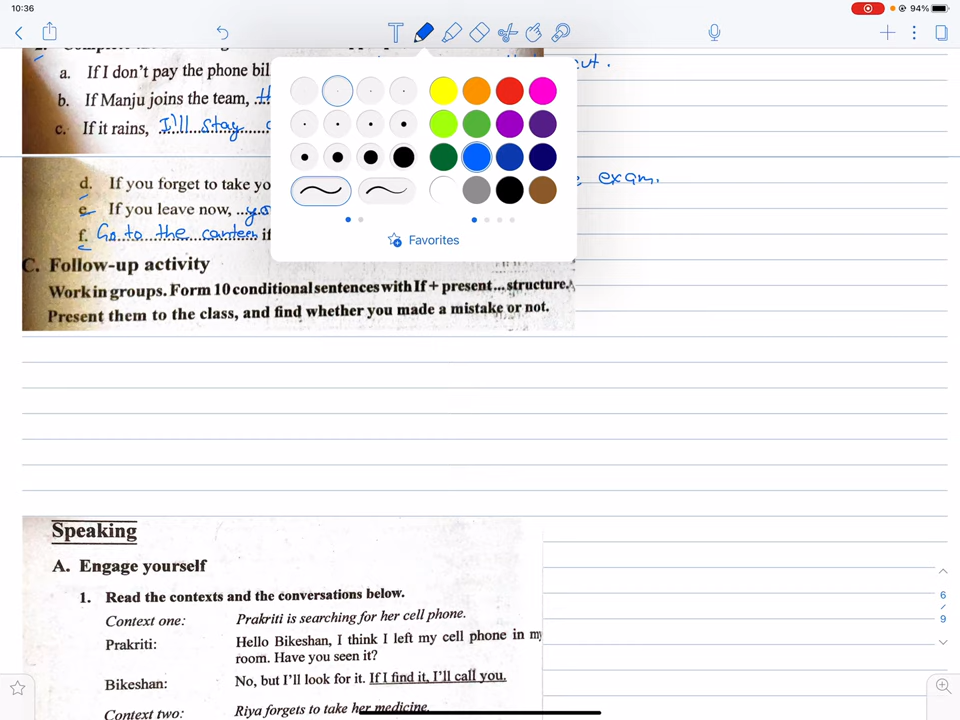 10:36
94%
a. If I don't pay the phone bil
cut.
b. If Manju joins the team,
c. If it rains, I'll stay
d. If you forget to take yo
exam.
e. If you leave now,
f. Go to the canteen if
C. Follow-up activity
Work in groups. Form 10 conditional sentences with If + present... structure.
Present them to the class, and find whether you made a mistake or not.
Favorites
Speaking
A. Engage yourself
1. Read the contexts and the conversations below.
Context one: Prakriti is searching for her cell phone.
Prakriti: Hello Bikeshan, I think I left my cell phone in my
room. Have you seen it?
Bikeshan: No, but I'll look for it. If I find it, I'll call you.
Context two: Riya forgets to take her medicine.
6
/
9